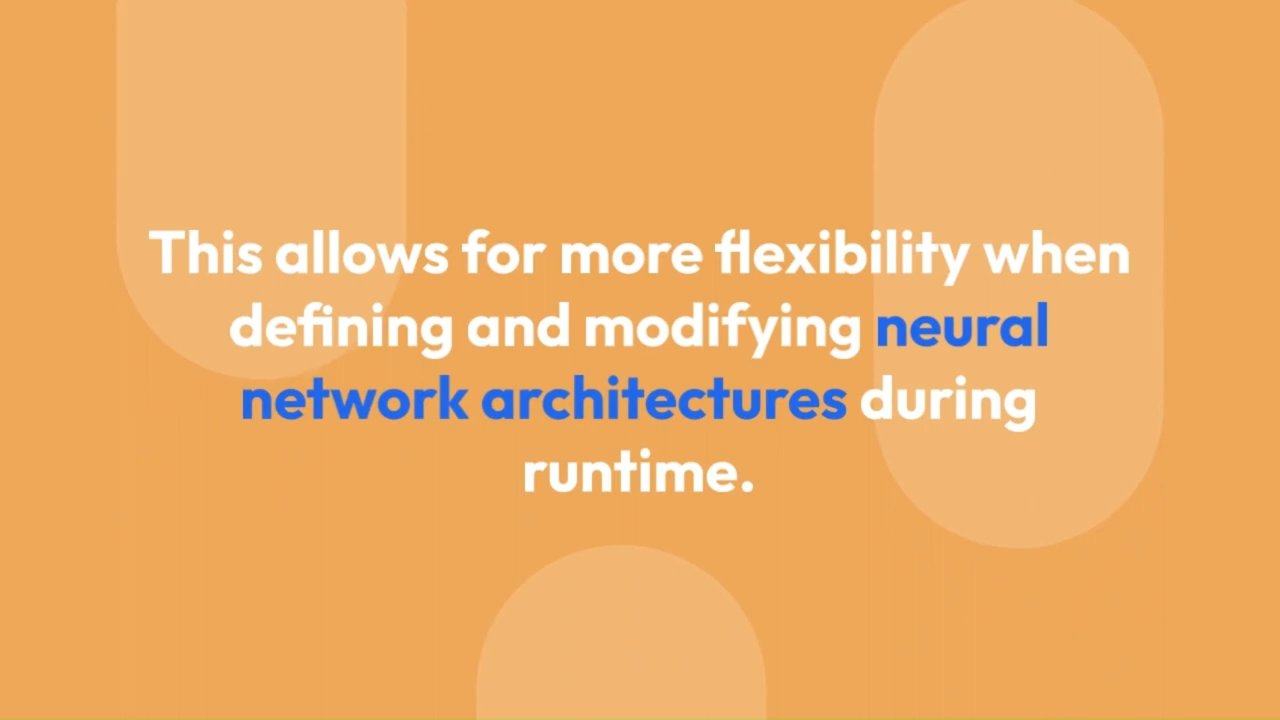 This allows for more flexibility when
defining and modifying neural
network architectures during
runtime.